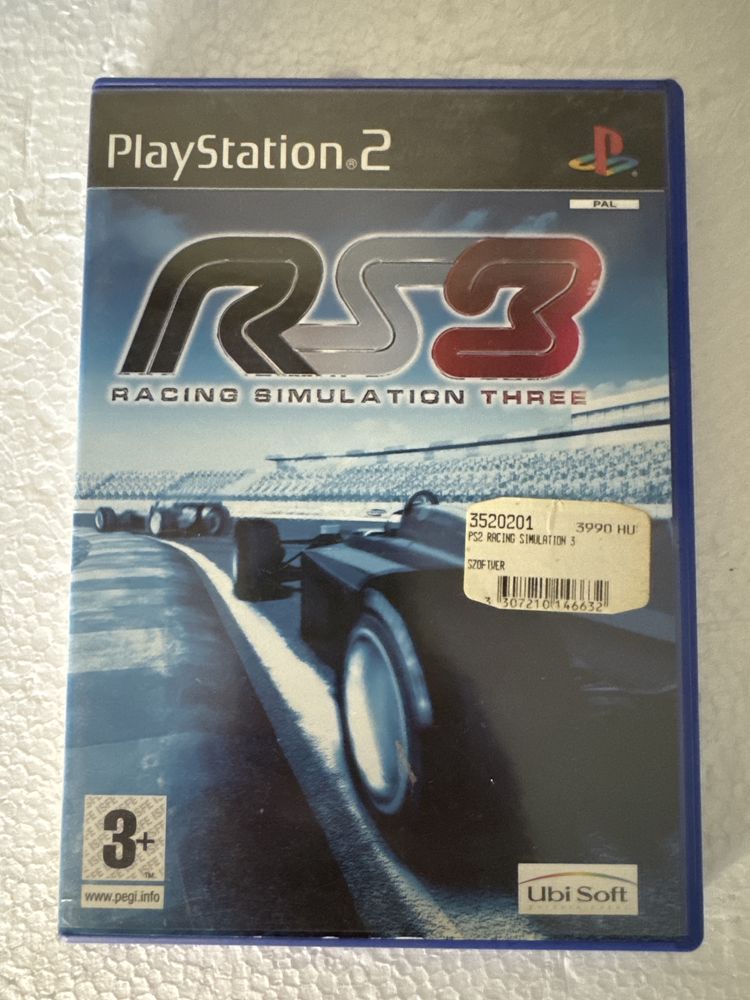 PlayStation®2
PAL
RS3
RACING SIMULATION THREE
3520201 3990 HU
PS2 RACING SIMULATION 3
SZOFTVER
3 307210 146632
3+
TM
www.pegi.info
Ubi Soft